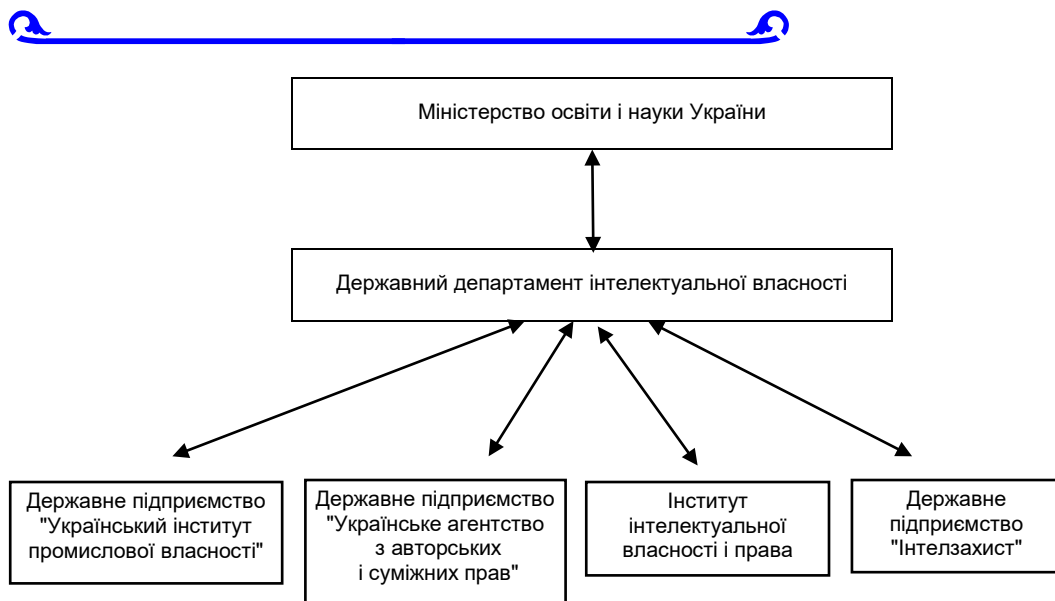 Міністерство освіти і науки України
Державний департамент інтелектуальної власності
Державне підприємство
"Український інститут
промислової власності"
Державне підприємство
"Українське агентство
з авторських
і суміжних прав"
Інститут
інтелектуальної
власності і права
Державне
підприємство
"Інтелзахист"